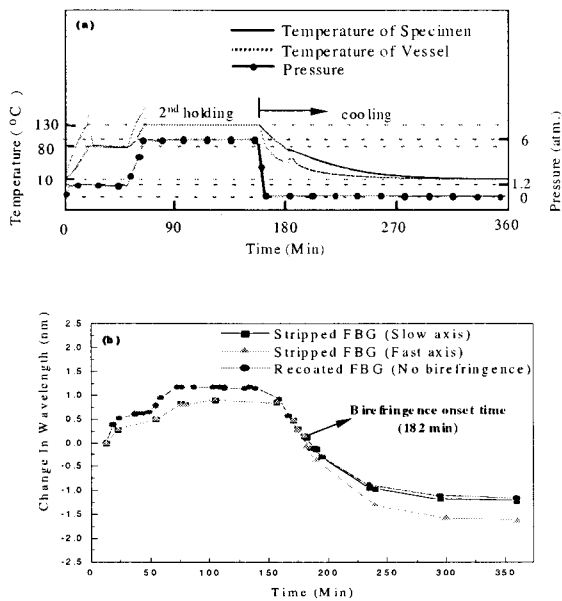 (a)
Temperature of Specimen
Temperature of Vessel
Pressure
2nd holding
cooling
Temperature (°C)
130
80
10
6
1.2
0
Pressure (atm.)
0
90
180
270
360
Time (Min)
(b)
Stripped FBG (Slow axis)
Stripped FBG (Fast axis)
Recoated FBG (No birefringence)
Birefringence onset time
(182 min)
Change In Wavelength (nm)
2.5
2.0
1.5
1.0
0.5
0.0
-0.5
-1.0
-1.5
-2.0
-2.5
0
50
100
150
200
250
300
350
Time (Min)